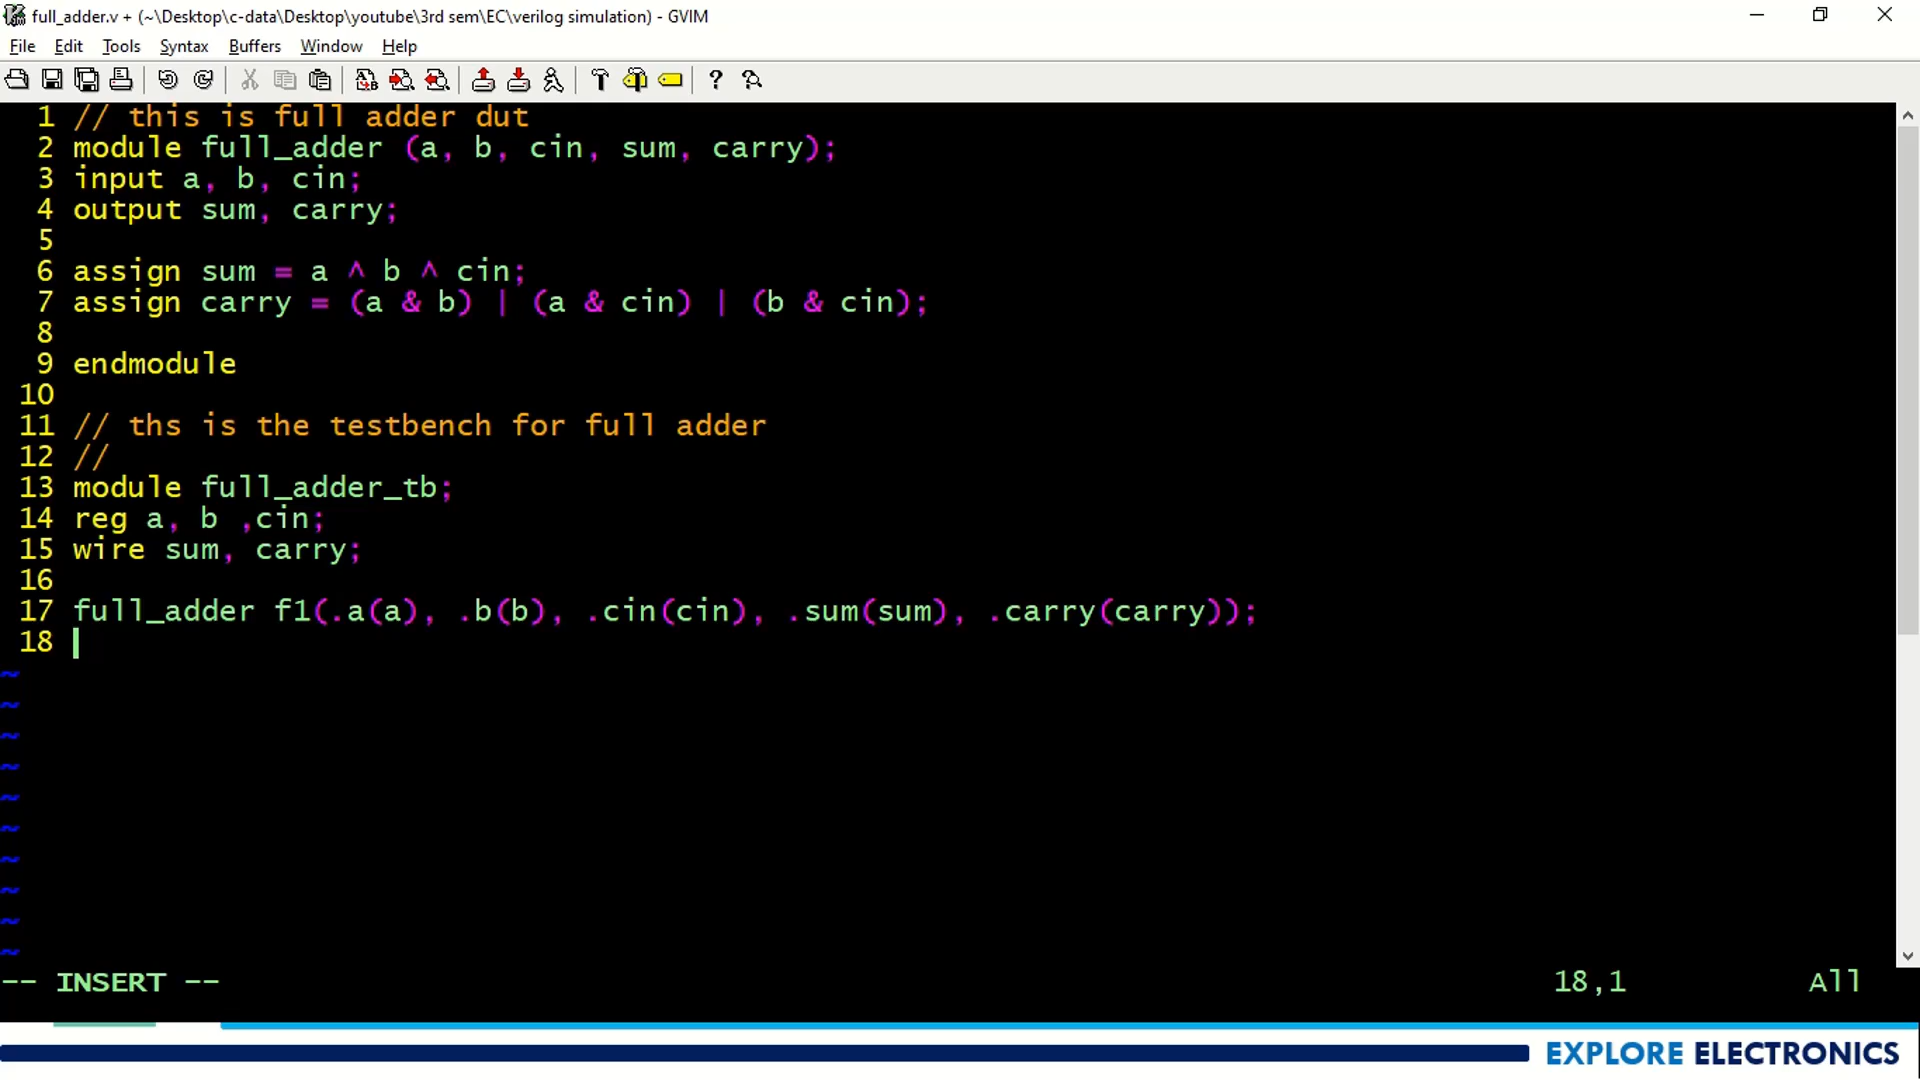 full_adder.v + (~\Desktop\c-data\Desktop\youtube\3rd sem\EC\verilog simulation) - GVIM
File Edit Tools Syntax Buffers Window Help
1 // this is full adder dut
2 module full_adder (a, b, cin, sum, carry);
3 input a, b, cin;
4 output sum, carry;
5
6 assign sum = a ^ b ^ cin;
7 assign carry = (a & b) | (a & cin) | (b & cin);
8
9 endmodule
10
11 // ths is the testbench for full adder
12 //
13 module full_adder_tb;
14 reg a, b ,cin;
15 wire sum, carry;
16
17 full_adder f1(.a(a), .b(b), .cin(cin), .sum(sum), .carry(carry));
18
~
~
~
~
~
~
~
~
~
~
-- INSERT -- 18,1 All
EXPLORE ELECTRONICS